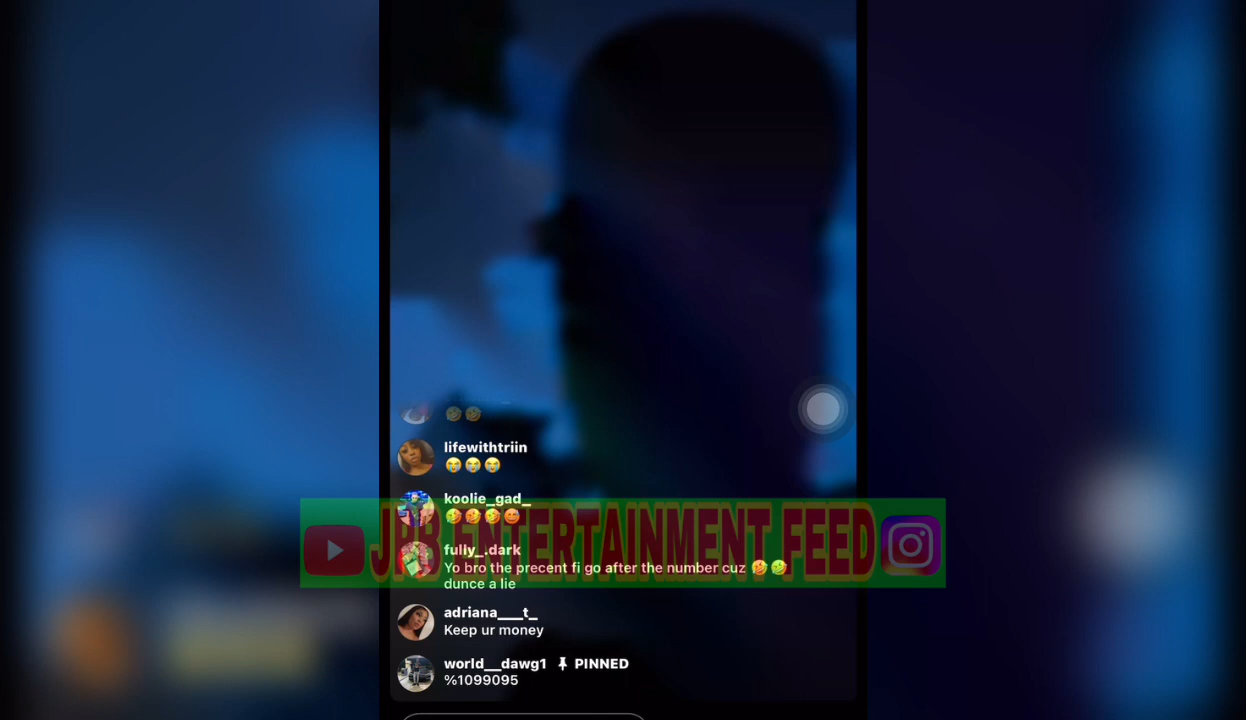 lifewithtriin
😭😭😭
koolie_gad_
🤣🤣🤣😊
JRB ENTERTAINMENT FEED
fully_.dark
Yo bro the precent fi go after the number cuz 🤣🤣
dunce a lie
adriana___t_
Keep ur money
world__dawg1 PINNED
%1099095